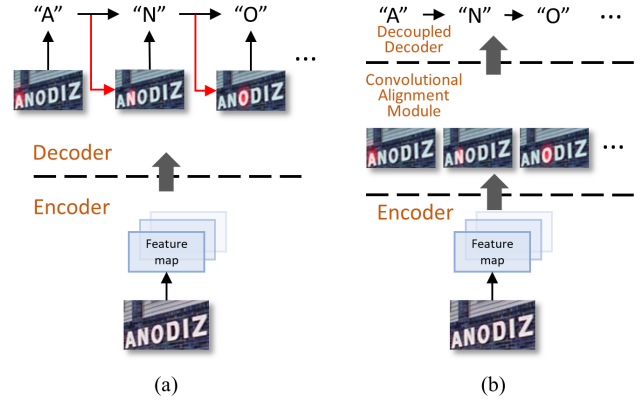 “A” “N” “O”
ANODIZ ANODIZ ANODIZ ...
Decoder
Encoder
Feature
map
ANODIZ
(a)
“A” “N” “O” ...
Decoupled
Decoder
Convolutional
Alignment
Module
ANODIZ ANODIZ ANODIZ ...
Encoder
Feature
map
ANODIZ
(b)